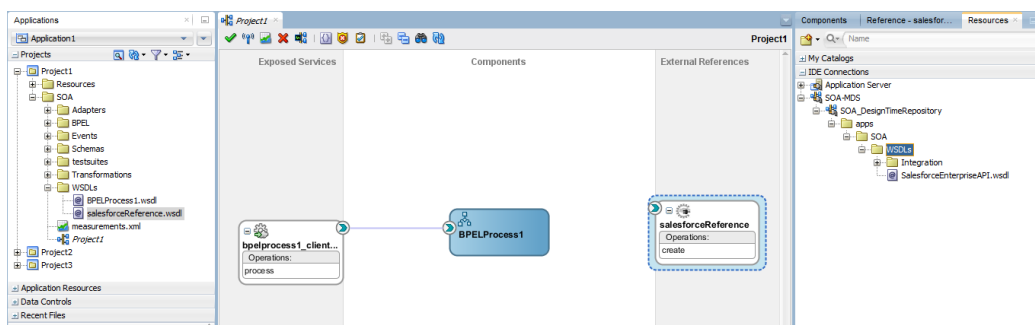 Applications
Application1
Projects
Project1
Resources
SOA
Adapters
BPEL
Events
Schemas
testsuites
Transformations
WSDLs
BPELProcess1.wsdl
salesforceReference.wsdl
measurements.xml
Project1
Project2
Project3
Application Resources
Data Controls
Recent Files
Project1
Project1
Exposed Services
Components
External References
bpelprocess1_client...
Operations:
process
BPELProcess1
salesforceReference
Operations:
create
Components
Reference - salesfor...
Resources
Name
My Catalogs
IDE Connections
Application Server
SOA-MDS
SOA_DesignTimeRepository
apps
SOA
WSDLs
Integration
SalesforceEnterpriseAPI.wsdl